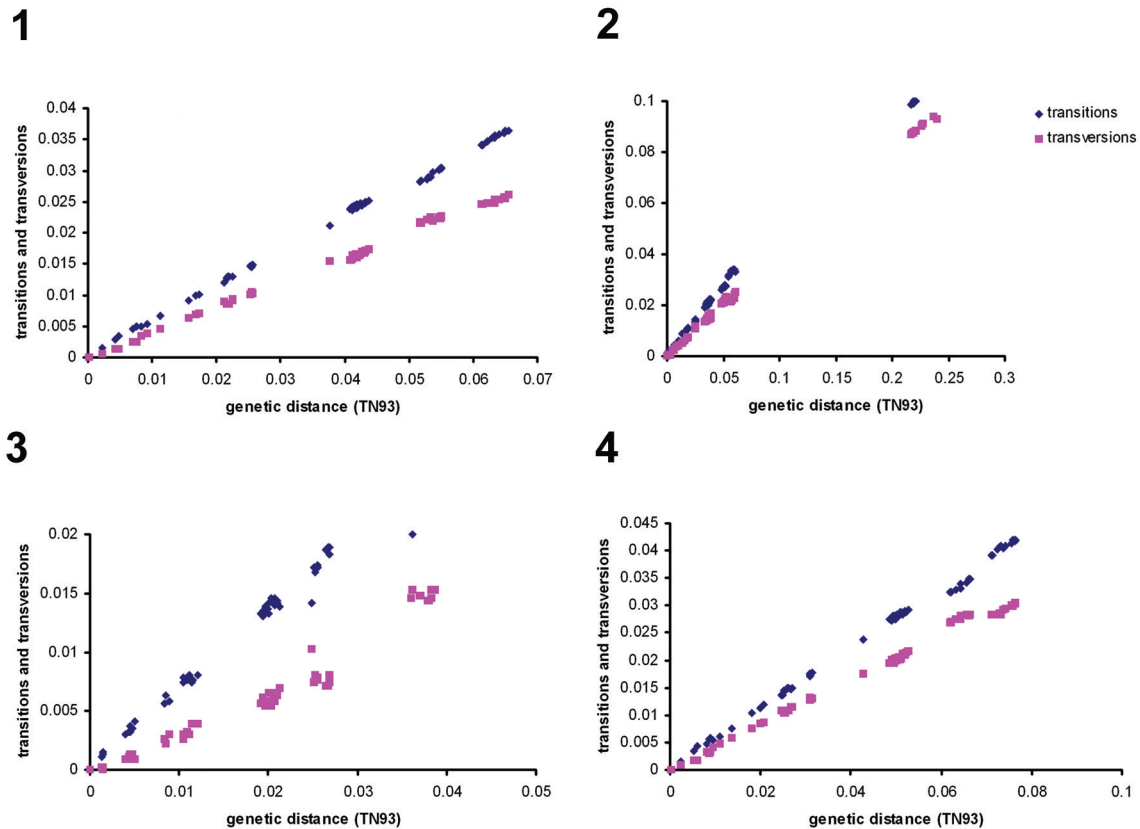 1
0.04
0.035
0.03
0.025
0.02
0.015
0.01
0.005
0
0 0.01 0.02 0.03 0.04 0.05 0.06 0.07
transitions and transversions
genetic distance (TN93)
2
0.1
0.08
0.06
0.04
0.02
0
0 0.05 0.1 0.15 0.2 0.25 0.3
transitions and transversions
genetic distance (TN93)
transitions
transversions
3
0.02
0.015
0.01
0.005
0
0 0.01 0.02 0.03 0.04 0.05
transitions and transversions
genetic distance (TN93)
4
0.045
0.04
0.035
0.03
0.025
0.02
0.015
0.01
0.005
0
0 0.02 0.04 0.06 0.08 0.1
transitions and transversions
genetic distance (TN93)